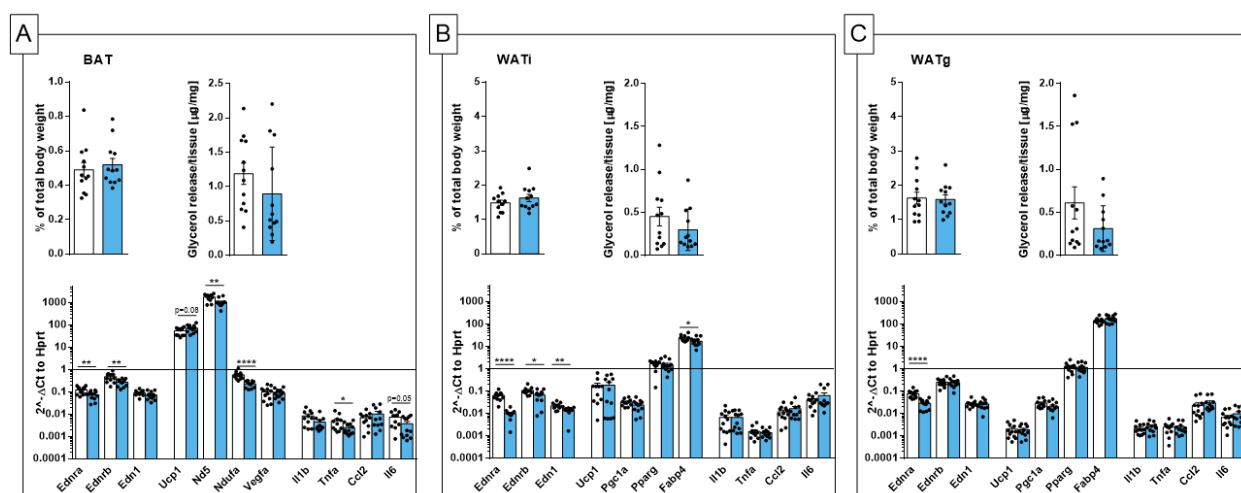 A
BAT
% of total body weight
1.0
0.8
0.6
0.4
0.2
0.0
Glycerol release/tissue [µg/mg]
2.5
2.0
1.5
1.0
0.5
0.0
2^-ΔCt to Hprt
1000
100
10
1
0.1
0.01
0.001
0.0001
**
**
p=0.08
**
****
*
p=0.05
Ednra
Ednrb
Edn1
Ucp1
Nd5
Ndufa
Vegfa
Il1b
Tnfa
Ccl2
Il6
B
WATi
% of total body weight
5
4
3
2
1
0
Glycerol release/tissue [µg/mg]
2.0
1.5
1.0
0.5
0.0
2^-ΔCt to Hprt
1000
100
10
1
0.1
0.01
0.001
0.0001
****
*
**
*
Ednra
Ednrb
Edn1
Ucp1
Pgc1a
Pparg
Fabp4
Il1b
Tnfa
Ccl2
Il6
C
WATg
% of total body weight
5
4
3
2
1
0
Glycerol release/tissue [µg/mg]
2.0
1.5
1.0
0.5
0.0
2^-ΔCt to Hprt
1000
100
10
1
0.1
0.01
0.001
0.0001
****
Ednra
Ednrb
Edn1
Ucp1
Pgc1a
Pparg
Fabp4
Il1b
Tnfa
Ccl2
Il6